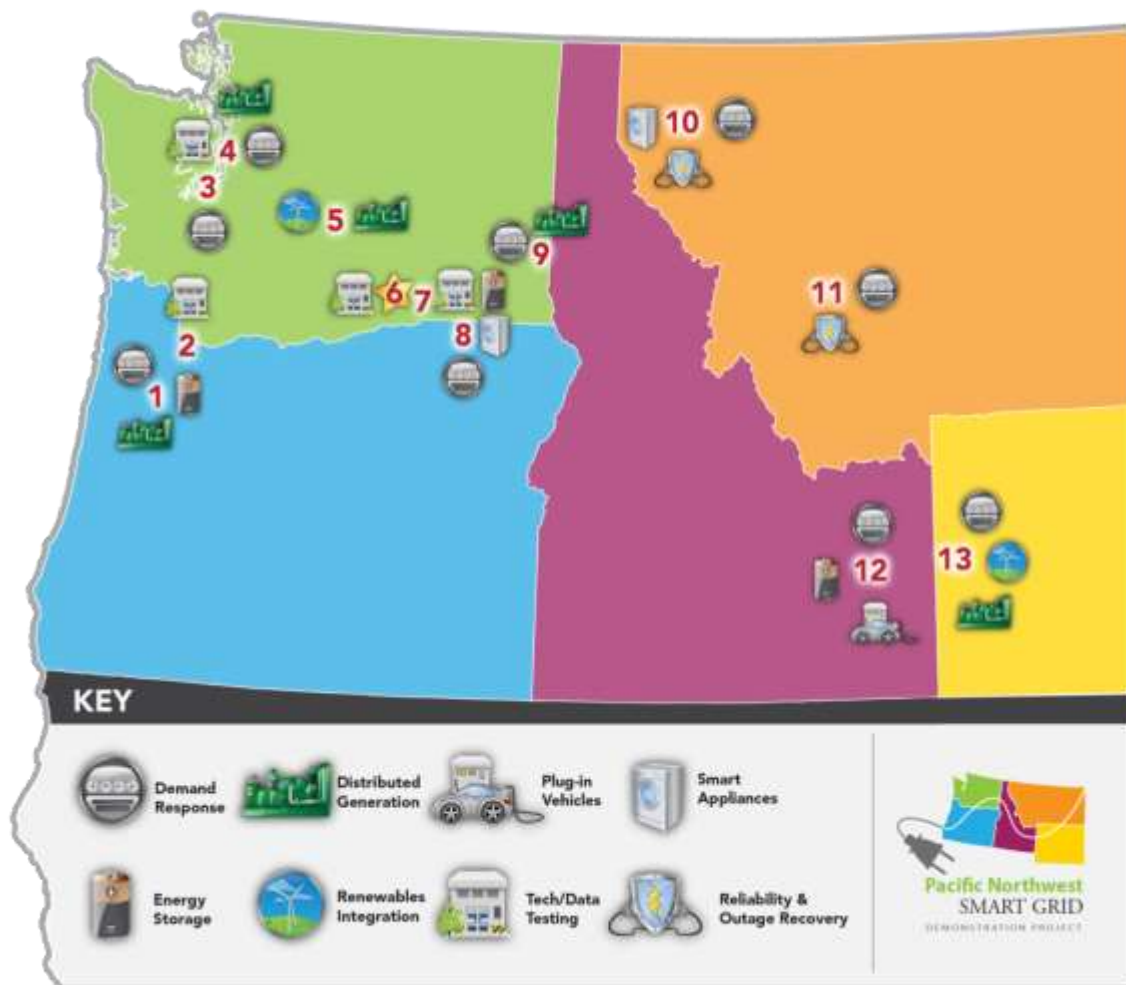 4
3
5
9
6
7
8
2
1
10
11
12
13
KEY
Demand
Response
Distributed
Generation
Plug-in
Vehicles
Smart
Appliances
Energy
Storage
Renewables
Integration
Tech/Data
Testing
Reliability &
Outage Recovery
Pacific Northwest
SMART GRID
DEMONSTRATION PROJECT